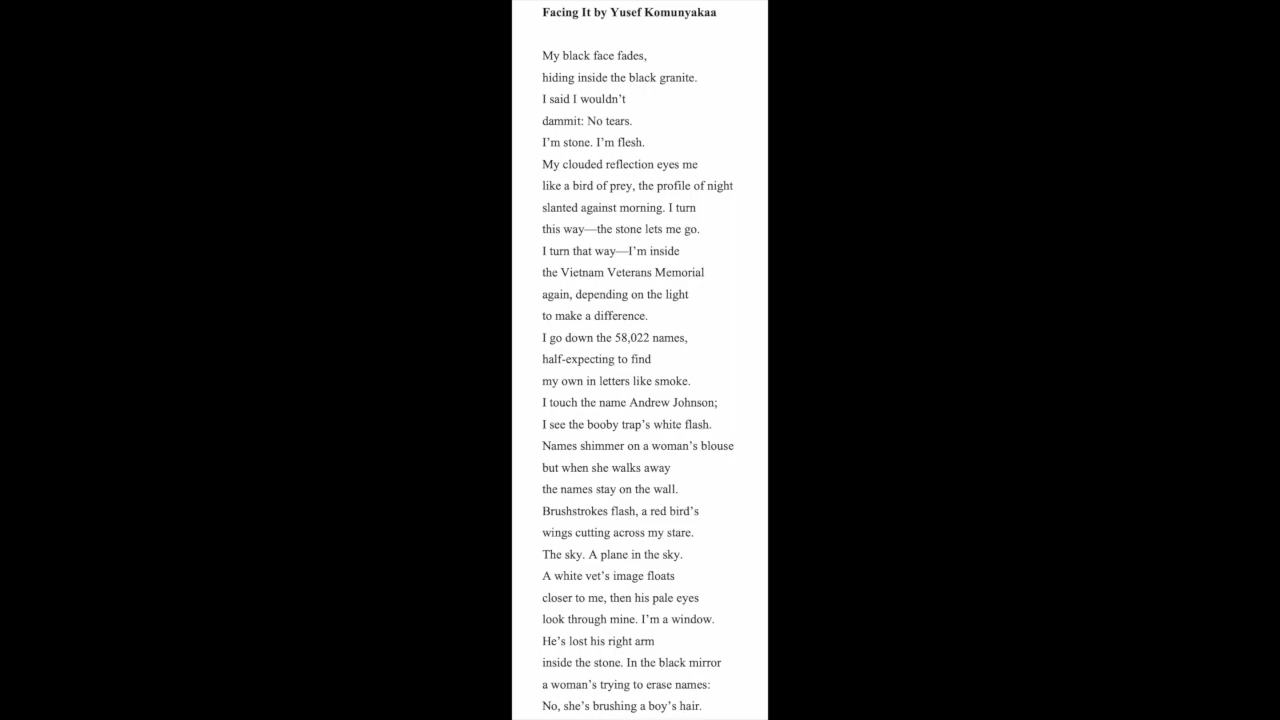 Facing It by Yusef Komunyakaa
My black face fades,
hiding inside the black granite.
I said I wouldn’t
dammit: No tears.
I’m stone. I’m flesh.
My clouded reflection eyes me
like a bird of prey, the profile of night
slanted against morning. I turn
this way—the stone lets me go.
I turn that way—I’m inside
the Vietnam Veterans Memorial
again, depending on the light
to make a difference.
I go down the 58,022 names,
half-expecting to find
my own in letters like smoke.
I touch the name Andrew Johnson;
I see the booby trap’s white flash.
Names shimmer on a woman’s blouse
but when she walks away
the names stay on the wall.
Brushstrokes flash, a red bird’s
wings cutting across my stare.
The sky. A plane in the sky.
A white vet’s image floats
closer to me, then his pale eyes
look through mine. I’m a window.
He’s lost his right arm
inside the stone. In the black mirror
a woman’s trying to erase names:
No, she’s brushing a boy’s hair.